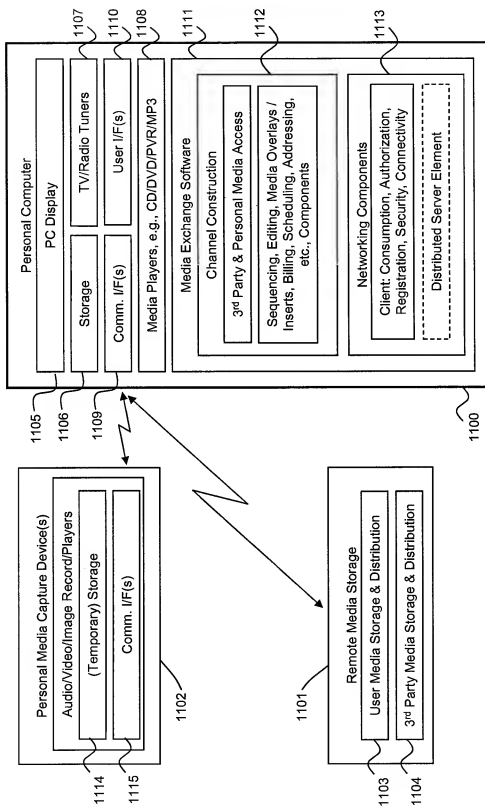 1107
1110
1108
1111
1112
1113
Personal Computer
PC Display
Storage
TV/Radio Tuners
Comm. I/F(s)
User I/F(s)
Media Players, e.g., CD/DVD/PVR/MP3
Media Exchange Software
Channel Construction
3rd Party & Personal Media Access
Sequencing, Editing, Media Overlays /
Inserts, Billing, Scheduling, Addressing,
etc., Components
Networking Components
Client: Consumption, Authorization,
Registration, Security, Connectivity
Distributed Server Element
1105
1106
1109
1100
Personal Media Capture Device(s)
Audio/Video/Image Record/Players
(Temporary) Storage
Comm. I/F(s)
1114
1115
1102
1101
Remote Media Storage
User Media Storage & Distribution
3rd Party Media Storage & Distribution
1103
1104